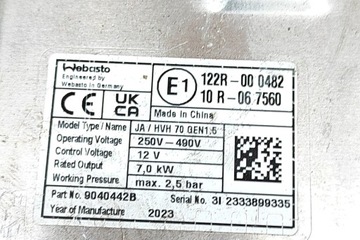 Webasto
Engineered by
Webasto in Germany
CE
UK
CA
E1
122R-00 0482
10 R-06 7560
Made in China
Model Type / Name JA / HVH 70 GEN1,5
Operating Voltage 250V-490V
Control Voltage 12 V
Rated Output 7,0 kW
Working Pressure max. 2,5 bar
Part No. 9040442B Serial No. 3I 2333899335
Year of Manufacture 2023